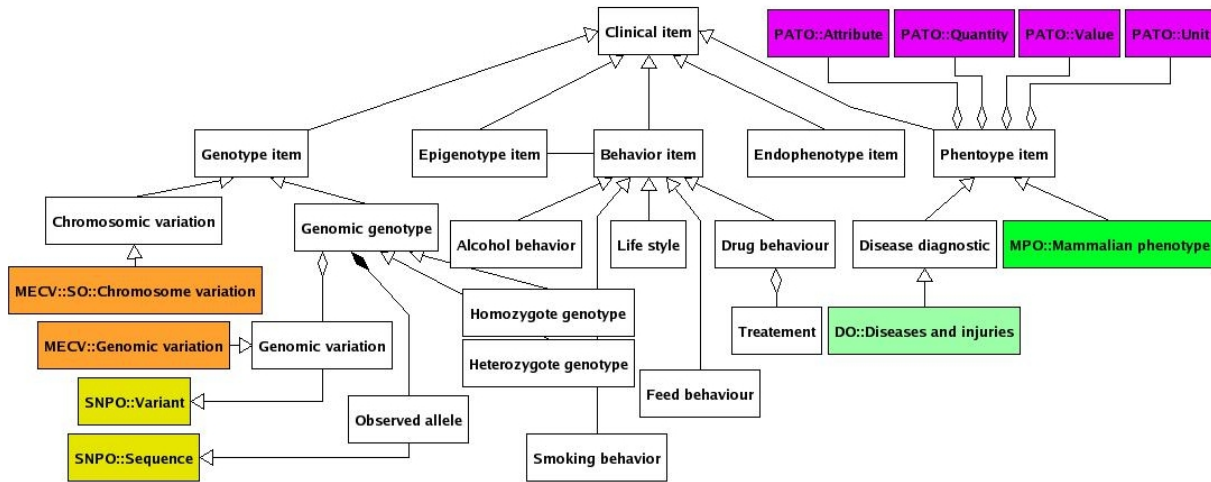 Clinical item
PATO::Attribute
PATO::Quantity
PATO::Value
PATO::Unit
Genotype item
Epigenotype item
Behavior item
Endophenotype item
Phentoype item
Chromosomic variation
Genomic genotype
Alcohol behavior
Life style
Drug behaviour
Disease diagnostic
MPO::Mammalian phenotype
MECV::SO::Chromosome variation
Homozygote genotype
MECV::Genomic variation
Genomic variation
Heterozygote genotype
Treatement
DO::Diseases and injuries
SNPO::Variant
Observed allele
Feed behaviour
SNPO::Sequence
Smoking behavior